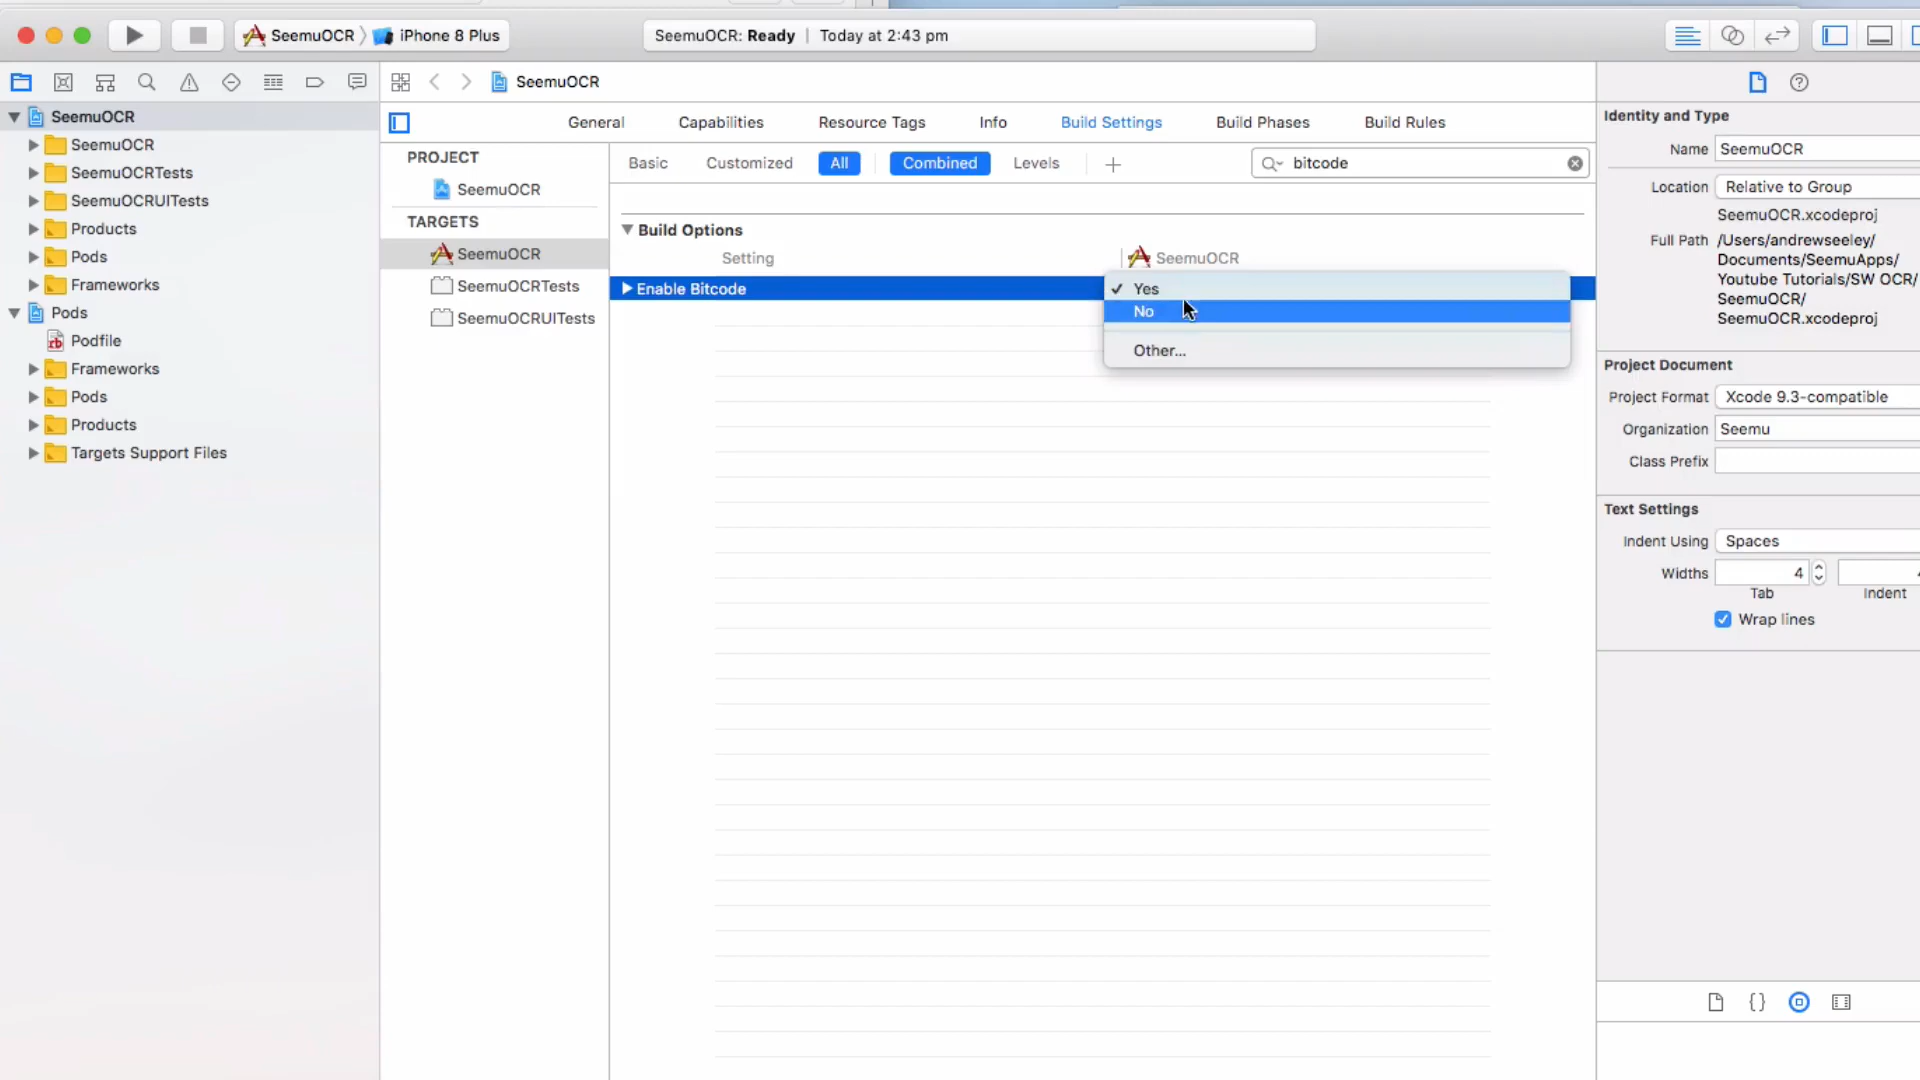 SeemuOCR iPhone 8 Plus
SeemuOCR: Ready | Today at 2:43 pm
SeemuOCR
SeemuOCR
SeemuOCRTests
SeemuOCRUITests
Products
Pods
Frameworks
Pods
Podfile
Frameworks
Pods
Products
Targets Support Files
SeemuOCR
General Capabilities Resource Tags Info Build Settings Build Phases Build Rules
PROJECT
SeemuOCR
TARGETS
SeemuOCR
SeemuOCRTests
SeemuOCRUITests
Basic Customized All Combined Levels bitcode
Build Options
Setting SeemuOCR
Enable Bitcode
Yes
No
Other...
Identity and Type
Name SeemuOCR
Location Relative to Group
SeemuOCR.xcodeproj
Full Path /Users/andrewseeley/
Documents/SeemuApps/
Youtube Tutorials/SW OCR/
SeemuOCR/
SeemuOCR.xcodeproj
Project Document
Project Format Xcode 9.3-compatible
Organization Seemu
Class Prefix
Text Settings
Indent Using Spaces
Widths 4
Tab Indent
Wrap lines